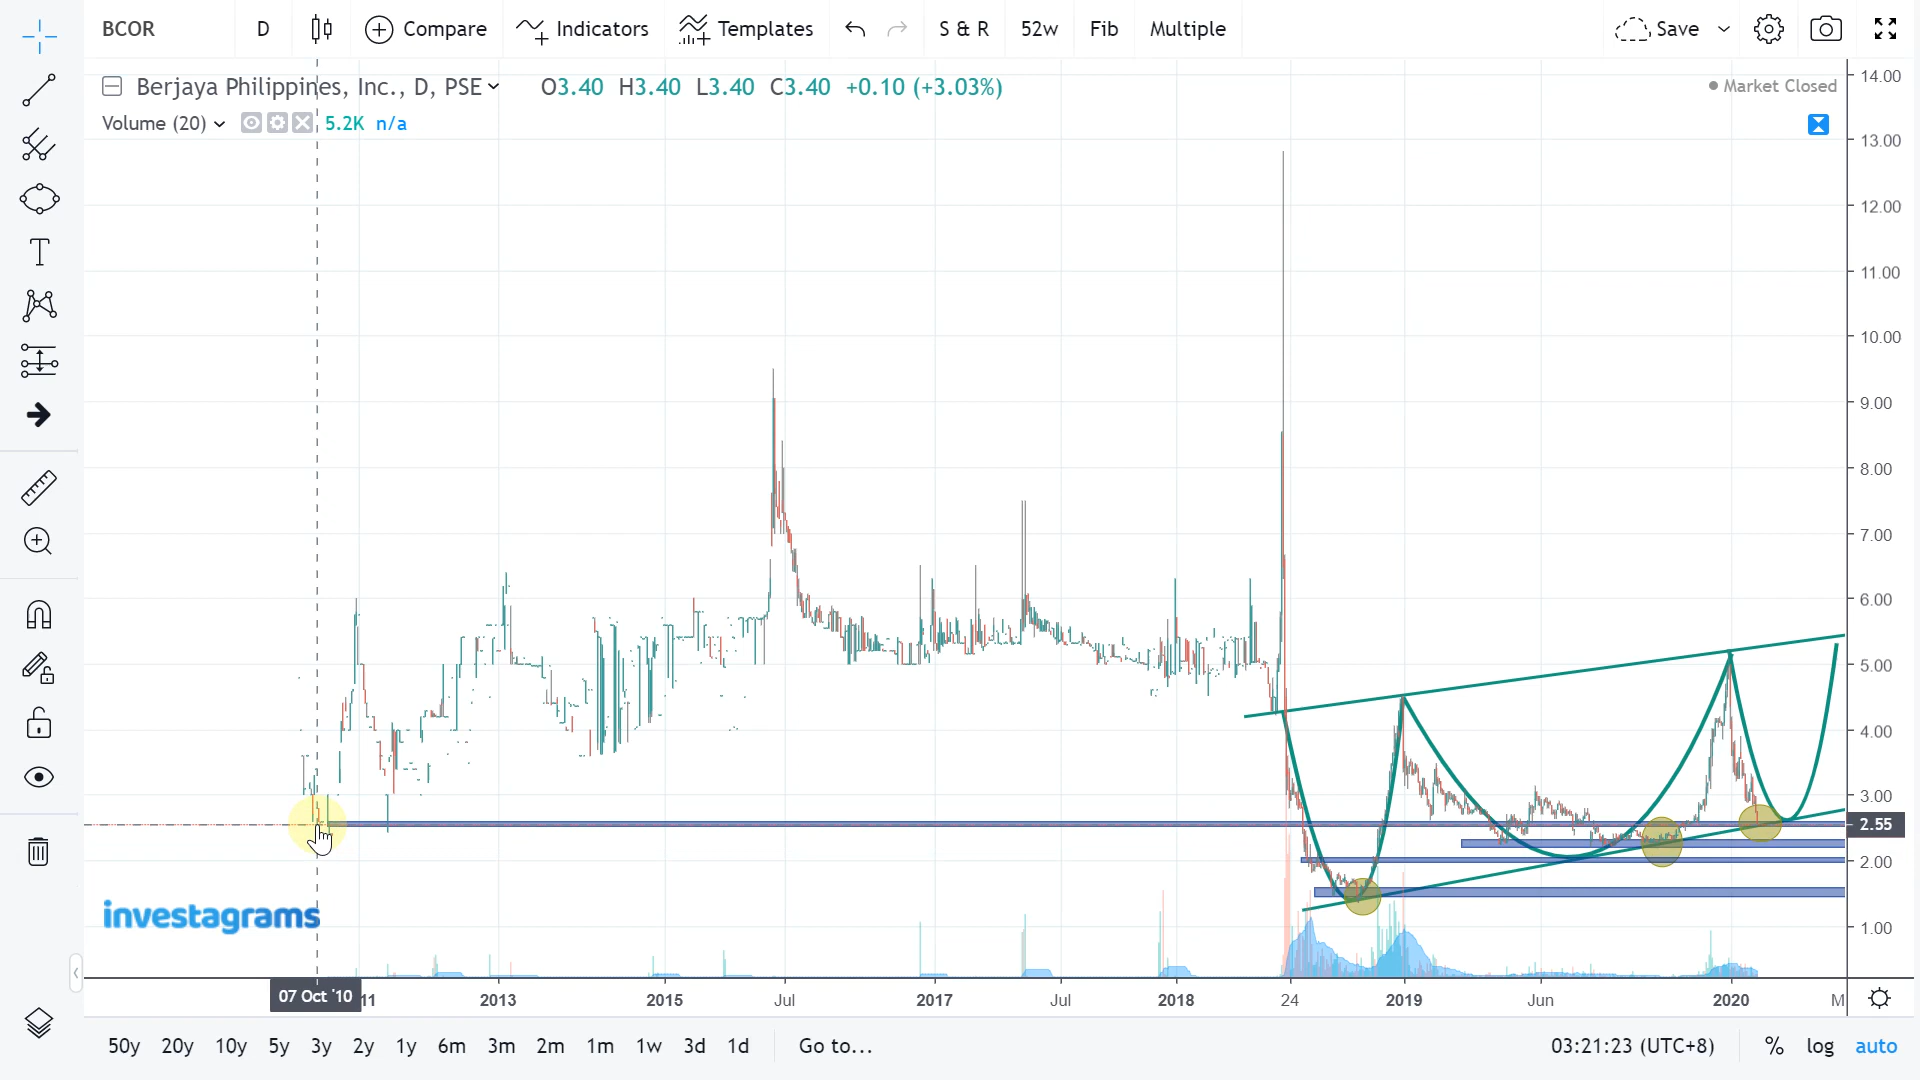 BCOR D Compare Indicators Templates S & R 52w Fib Multiple Save
Berjaya Philippines, Inc., D, PSE O3.40 H3.40 L3.40 C3.40 +0.10 (+3.03%) Market Closed
Volume (20) 5.2K n/a
14.00
13.00
12.00
11.00
10.00
9.00
8.00
7.00
6.00
5.00
4.00
3.00
2.55
2.00
1.00
investagrams
07 Oct '10 11 2013 2015 Jul 2017 Jul 2018 24 2019 Jun 2020 M
50y 20y 10y 5y 3y 2y 1y 6m 3m 2m 1m 1w 3d 1d Go to... 03:21:23 (UTC+8) % log auto